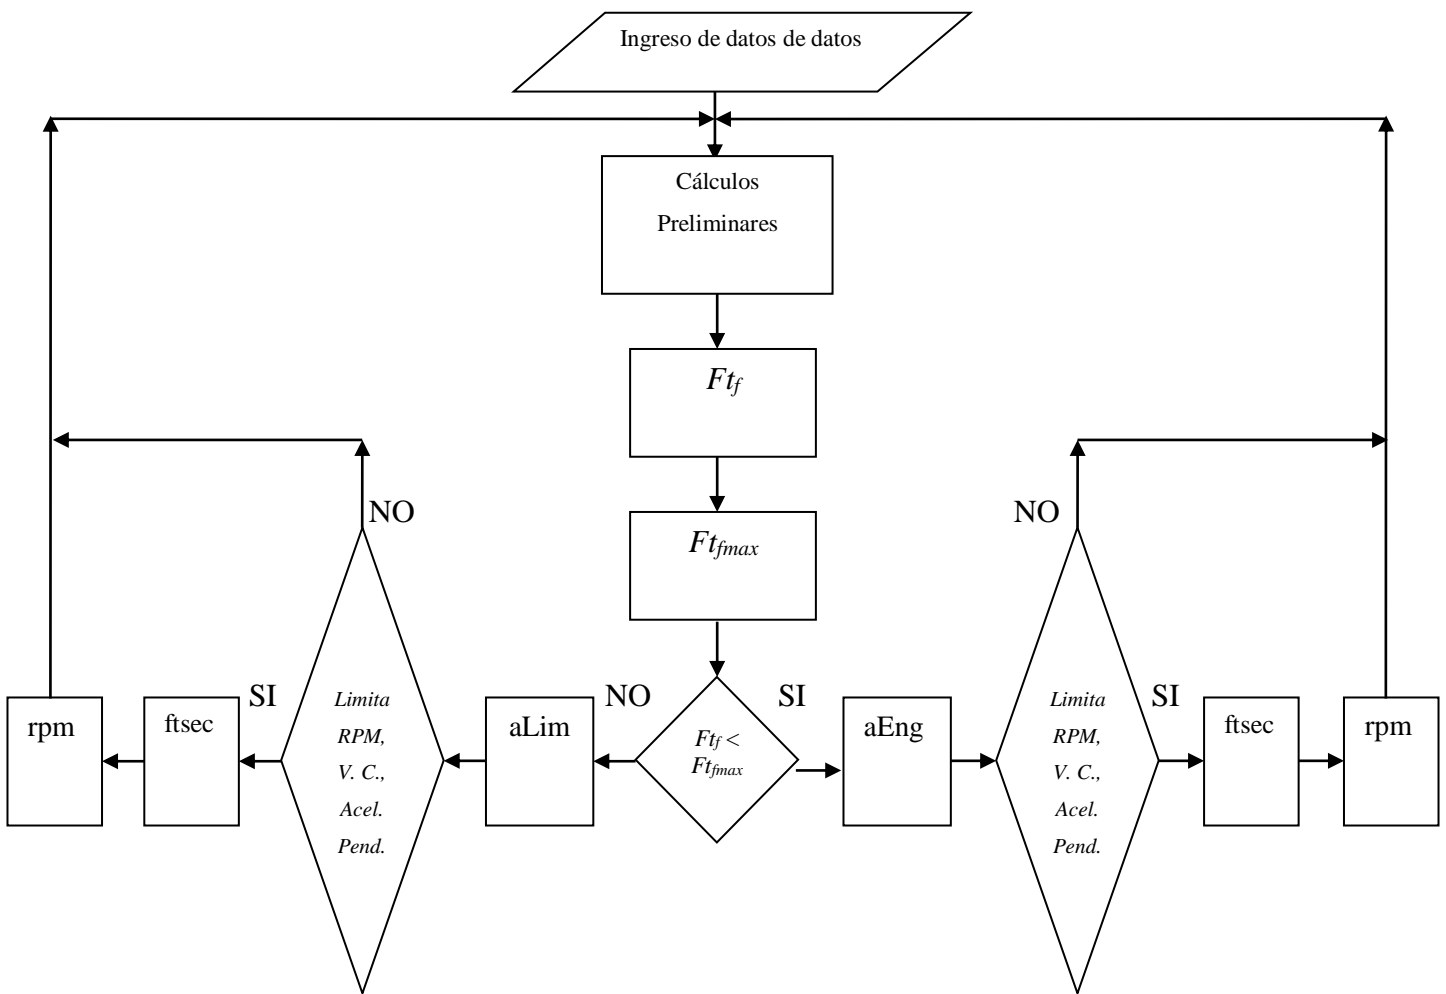 Ingreso de datos de datos
Cálculos
Preliminares
Ftf
Ftfmax
NO
NO
rpm
ftsec
SI
Limita
RPM,
V. C.,
Acel.
Pend.
aLim
NO
Ftf <
Ftfmax
SI
aEng
Limita
RPM,
V. C.,
Acel.
Pend.
SI
ftsec
rpm